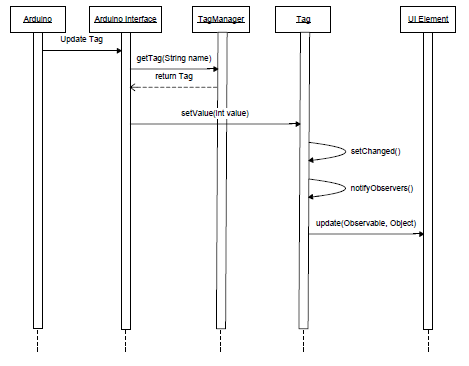 Arduino
Arduino Interface
TagManager
Tag
UI Element
Update Tag
getTag(String name)
return Tag
setValue(int value)
setChanged()
notifyObservers()
update(Observable, Object)